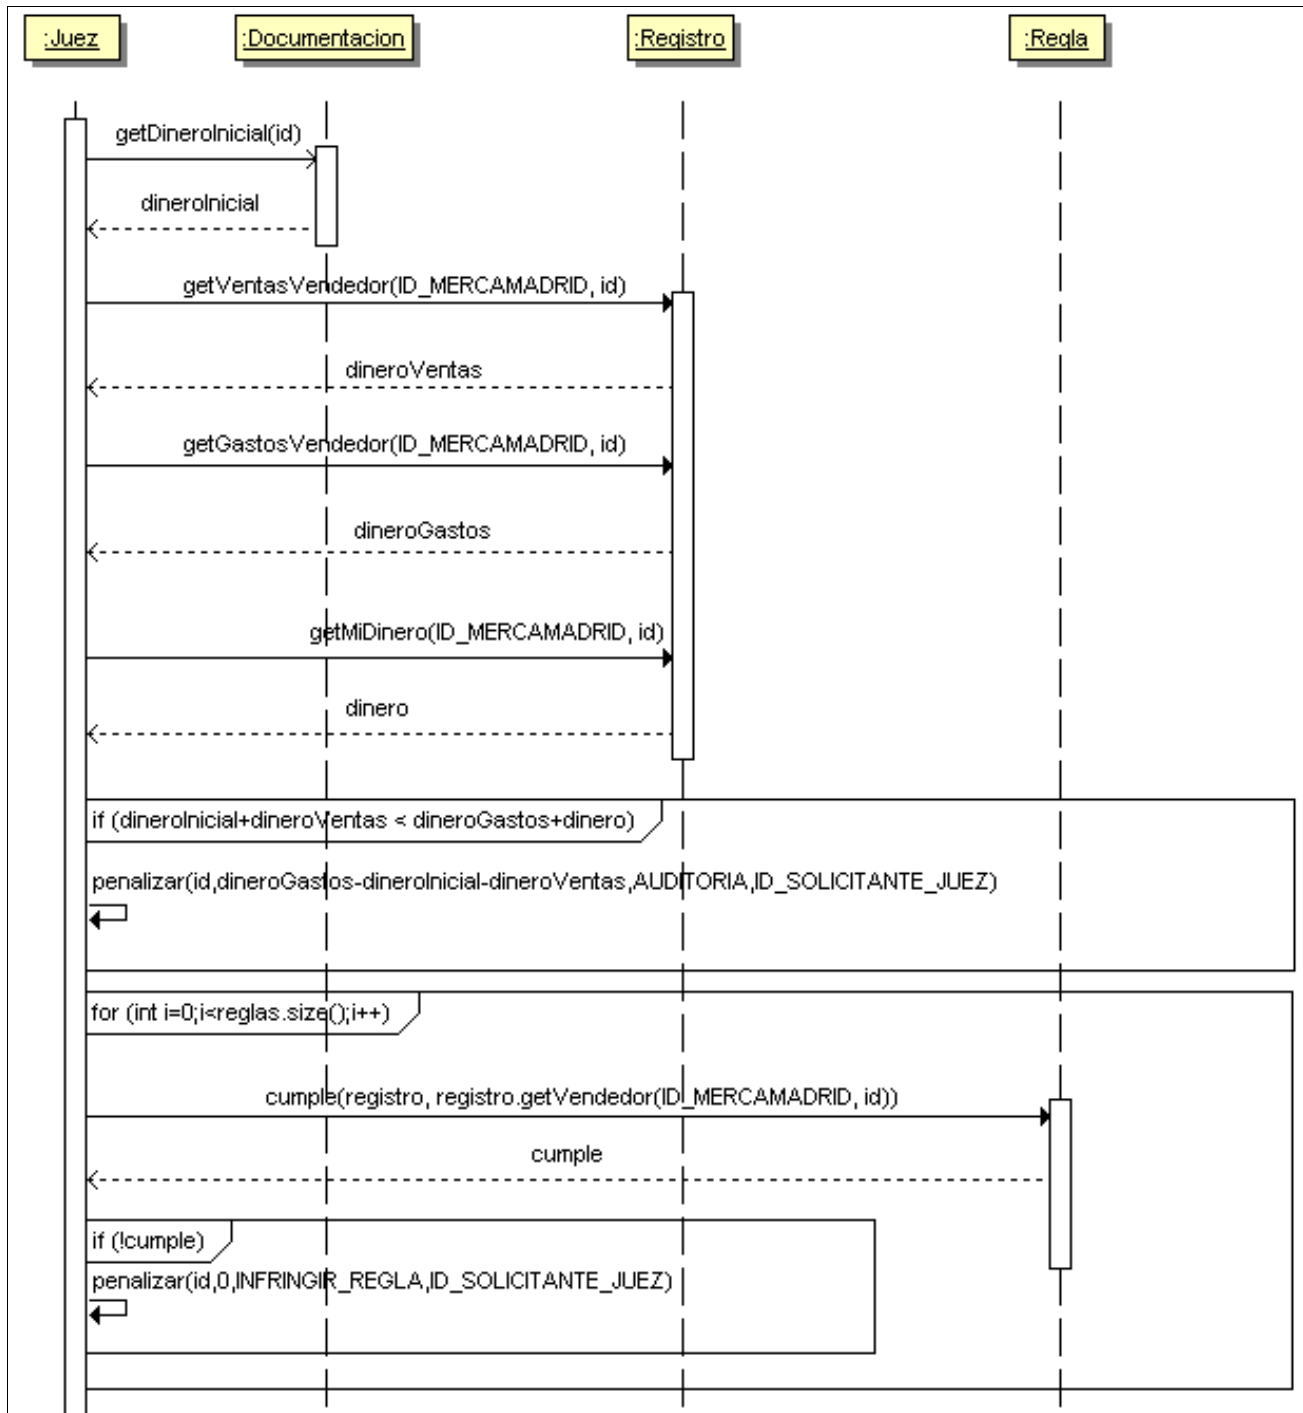 :Juez
:Documentacion
:Registro
:Regla
getDineroInicial(id)
dineroInicial
getVentasVendedor(ID_MERCAMADRID, id)
dineroVentas
getGastosVendedor(ID_MERCAMADRID, id)
dineroGastos
getMiDinero(ID_MERCAMADRID, id)
dinero
if (dineroInicial+dineroVentas < dineroGastos+dinero)
penalizar(id,dineroGastos-dineroInicial-dineroVentas,AUDITORIA,ID_SOLICITANTE_JUEZ)
for (int i=0;i<reglas.size();i++)
cumple(registro, registro.getVendedor(ID_MERCAMADRID, id))
cumple
if (!cumple)
penalizar(id,0,INFRINGIR_REGLA,ID_SOLICITANTE_JUEZ)